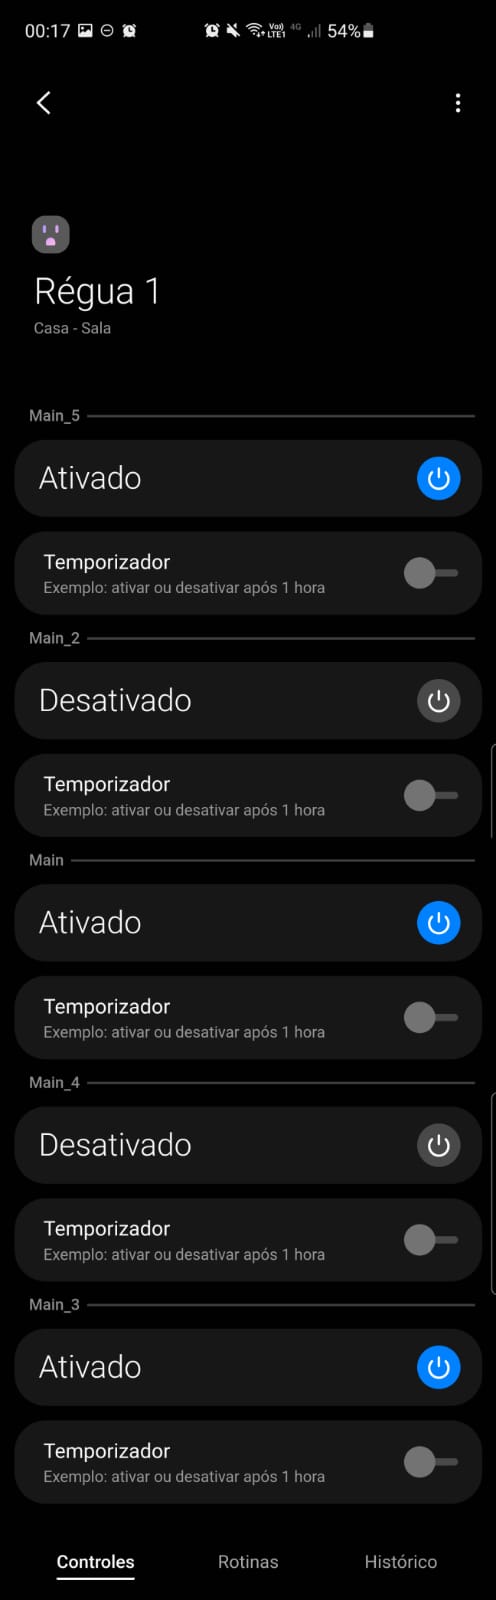 00:17
Vo) 4G
LTE1 54%
Régua 1
Casa - Sala
Main_5
Ativado
Temporizador
Exemplo: ativar ou desativar após 1 hora
Main_2
Desativado
Temporizador
Exemplo: ativar ou desativar após 1 hora
Main
Ativado
Temporizador
Exemplo: ativar ou desativar após 1 hora
Main_4
Desativado
Temporizador
Exemplo: ativar ou desativar após 1 hora
Main_3
Ativado
Temporizador
Exemplo: ativar ou desativar após 1 hora
Controles Rotinas Histórico